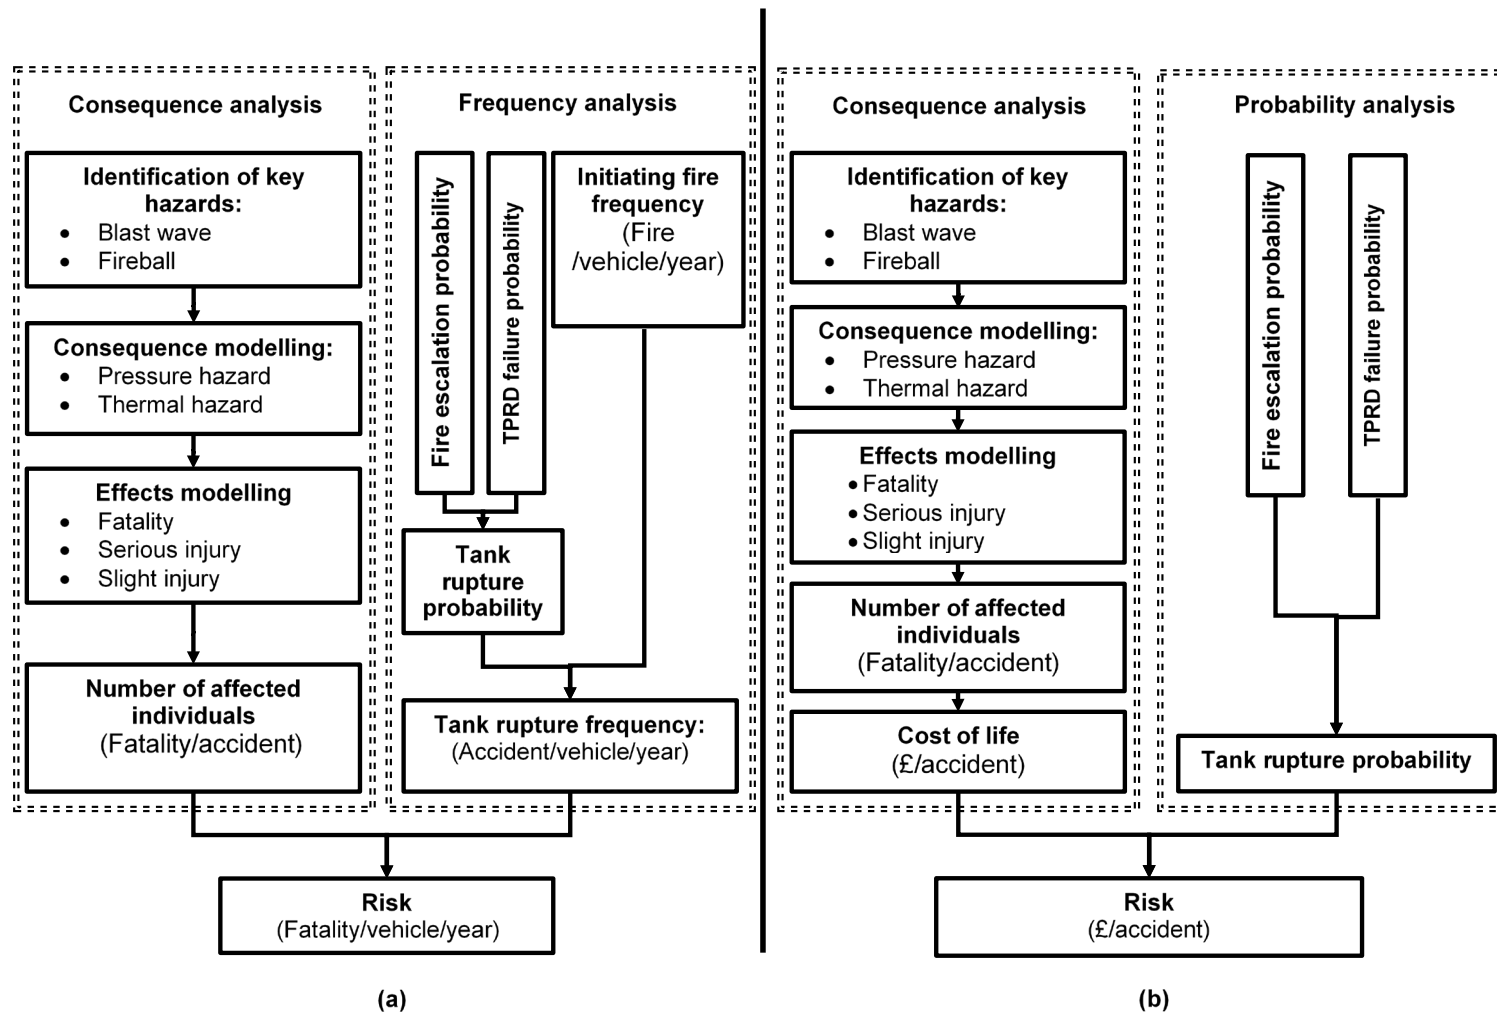 Consequence analysis
Identification of key
hazards:
• Blast wave
• Fireball
Consequence modelling:
• Pressure hazard
• Thermal hazard
Effects modelling
• Fatality
• Serious injury
• Slight injury
Number of affected
individuals
(Fatality/accident)
Frequency analysis
Fire escalation probability
TPRD failure probability
Initiating fire
frequency
(Fire
/vehicle/year)
Tank
rupture
probability
Tank rupture frequency:
(Accident/vehicle/year)
Risk
(Fatality/vehicle/year)
(a)
Consequence analysis
Identification of key
hazards:
• Blast wave
• Fireball
Consequence modelling:
• Pressure hazard
• Thermal hazard
Effects modelling
• Fatality
• Serious injury
• Slight injury
Number of affected
individuals
(Fatality/accident)
Cost of life
(£/accident)
Probability analysis
Fire escalation probability
TPRD failure probability
Tank rupture probability
Risk
(£/accident)
(b)